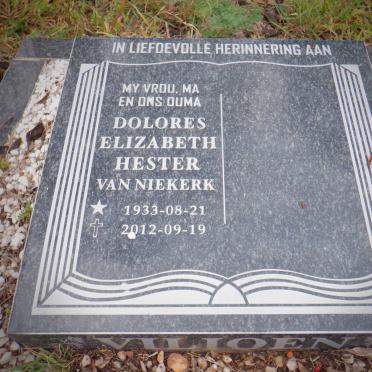 IN LIEFDEVOLLE HERINNERING AAN
MY VROU, MA
EN ONS OUMA
DOLORES
ELIZABETH
HESTER
VAN NIEKERK
1933-08-21
2012-09-19
VILJOEN